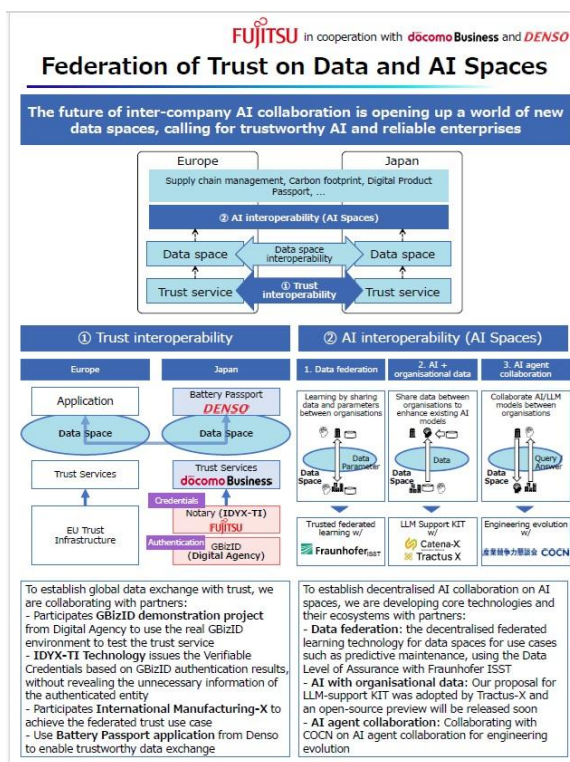 FUJITSU in cooperation with döcomo Business and DENSO
Federation of Trust on Data and AI Spaces
The future of inter-company AI collaboration is opening up a world of new
data spaces, calling for trustworthy AI and reliable enterprises
Europe
Japan
Supply chain management, Carbon footprint, Digital Product
Passport, ...
② AI interoperability (AI Spaces)
Data space
Data space
interoperability
Data space
Trust service
① Trust
interoperability
Trust service
① Trust interoperability
Europe
Japan
Application
Battery Passport
DENSO
Data Space
Data Space
Trust Services
Trust Services
döcomo Business
Credentials
EU Trust
Infrastructure
Notary (IDYX-TI)
FUJITSU
Authentication
GBizID
(Digital Agency)
② AI interoperability (AI Spaces)
1. Data federation
2. AI +
organisational data
3. AI agent
collaboration
Learning by sharing
data and parameters
between organisations
Share data between
organisations to
enhance existing AI
models
Collaborate AI/LLM
models between
organisations
Data
Space
Data
Parameter
Data
Space
Data
Data
Space
Query /
Answer
Trusted federated
learning w/
Fraunhofer ISST
LLM Support KIT
w/
Catena-X
Tractus X
Engineering evolution
w/
産業競争力懇談会 COCN
To establish global data exchange with trust, we
are collaborating with partners:
- Participates GBizID demonstration project
from Digital Agency to use the real GBizID
environment to test the trust service
- IDYX-TI Technology issues the Verifiable
Credentials based on GBizID authentication results,
without revealing the unnecessary information of
the authenticated entity
- Participates International Manufacturing-X to
achieve the federated trust use case
- Use Battery Passport application from Denso
to enable trustworthy data exchange
To establish decentralised AI collaboration on AI
spaces, we are developing core technologies and
their ecosystems with partners:
- Data federation: the decentralised federated
learning technology for data spaces for use cases
such as predictive maintenance, using the Data
Level of Assurance with Fraunhofer ISST
- AI with organisational data: Our proposal for
LLM-support KIT was adopted by Tractus-X and
an open-source preview will be released soon
- AI agent collaboration: Collaborating with
COCN on AI agent collaboration for engineering
evolution